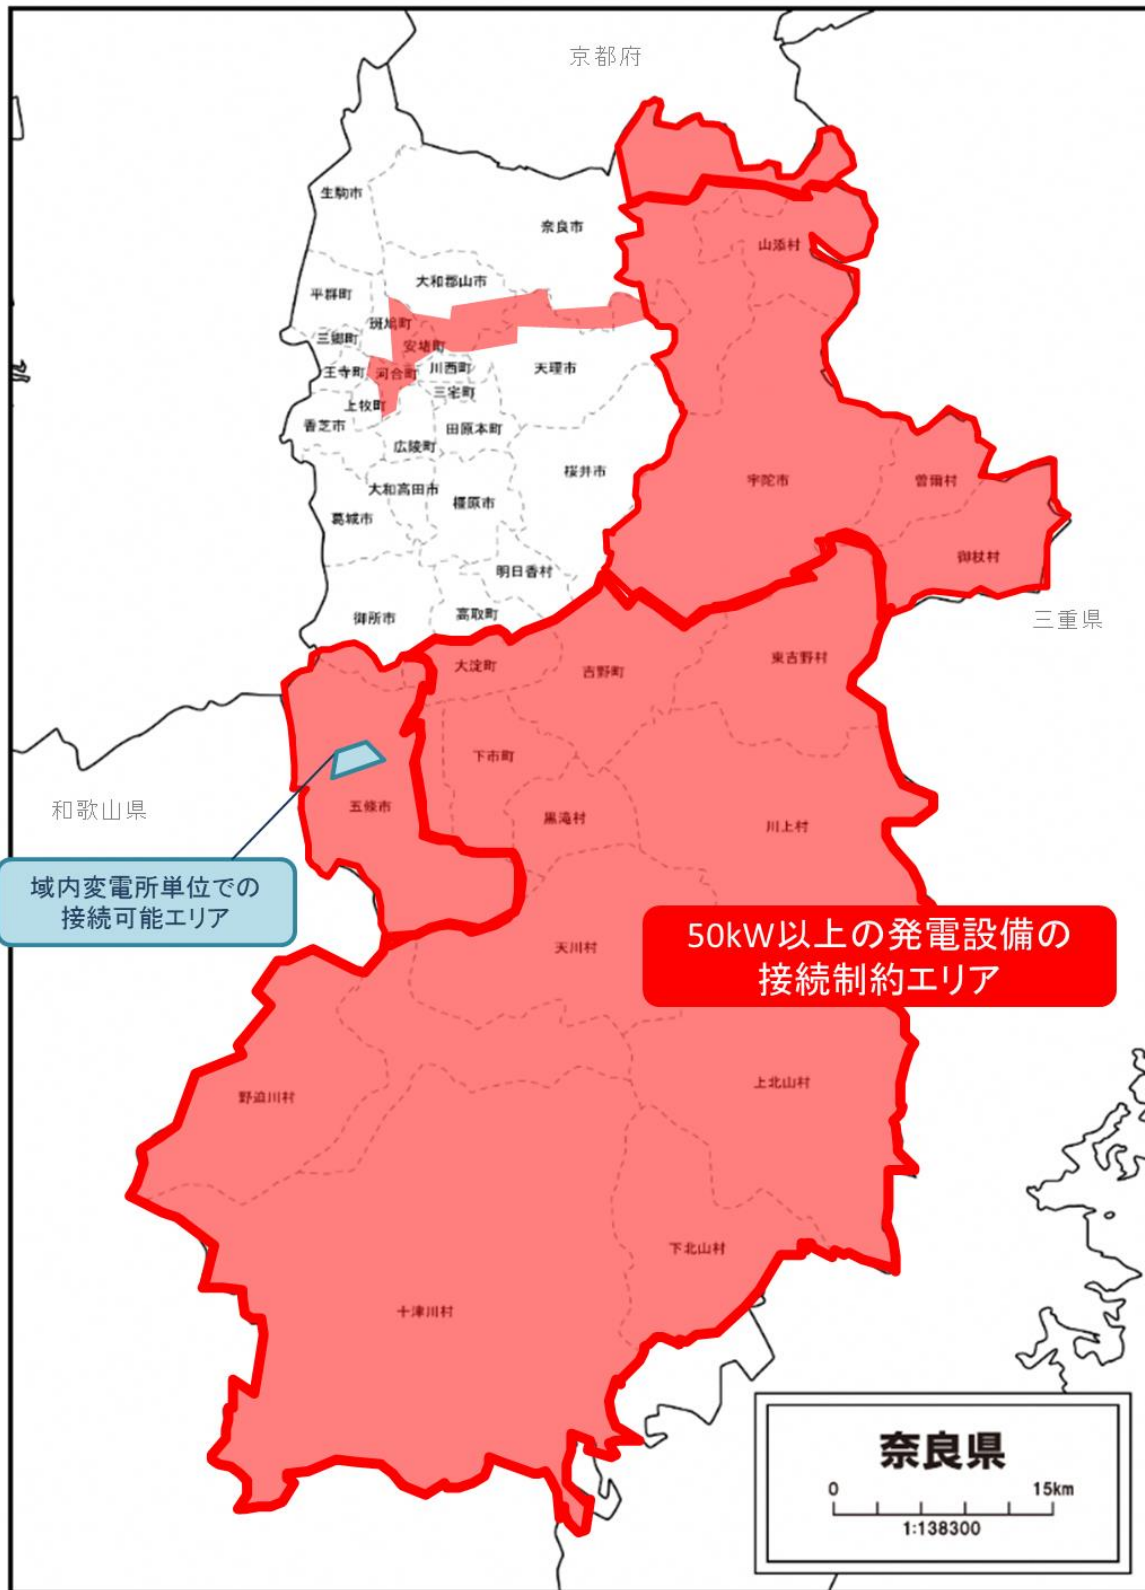 京都府
生駒市
奈良市
山添村
大和郡山市
平群町
斑鳩町
三郷町
安堵町
王寺町
河合町
川西町
天理市
三宅町
上牧町
香芝市
田原本町
広陵町
桜井市
宇陀市
曽爾村
大和高田市
橿原市
葛城市
御杖村
明日香村
御所市
高取町
三重県
大淀町
吉野町
東吉野村
下市町
和歌山県
五條市
黒滝村
川上村
域内変電所単位での
接続可能エリア
天川村
50kW以上の発電設備の
接続制約エリア
野迫川村
上北山村
下北山村
十津川村
奈良県
0 15km
1:138300